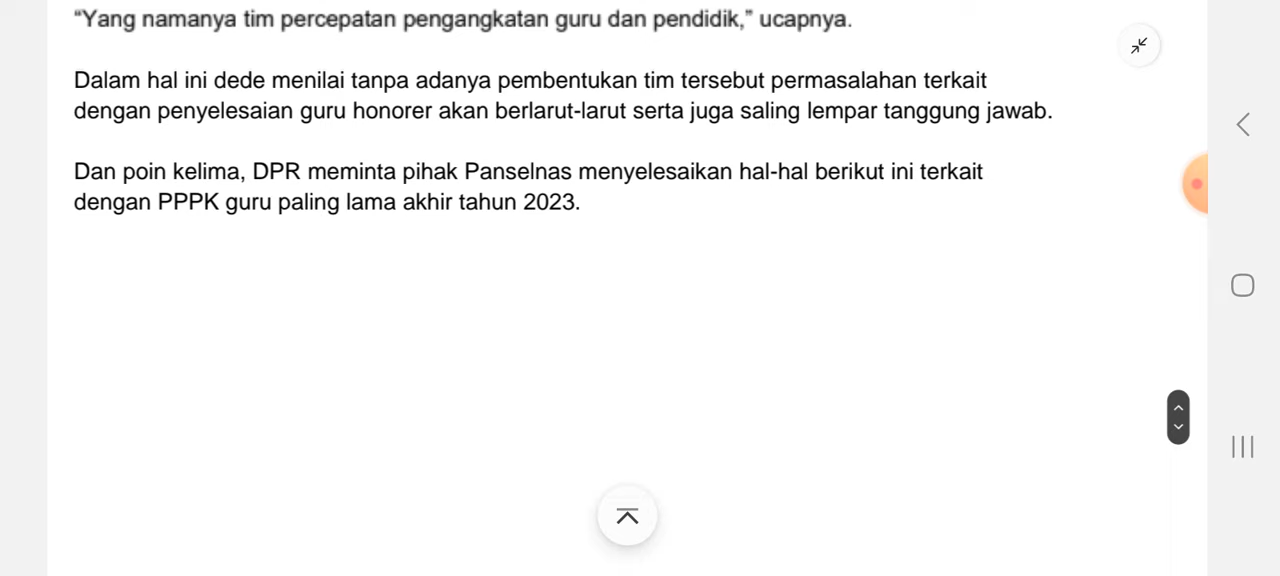 “Yang namanya tim percepatan pengangkatan guru dan pendidik,” ucapnya.
Dalam hal ini dede menilai tanpa adanya pembentukan tim tersebut permasalahan terkait
dengan penyelesaian guru honorer akan berlarut-larut serta juga saling lempar tanggung jawab.
Dan poin kelima, DPR meminta pihak Panselnas menyelesaikan hal-hal berikut ini terkait
dengan PPPK guru paling lama akhir tahun 2023.